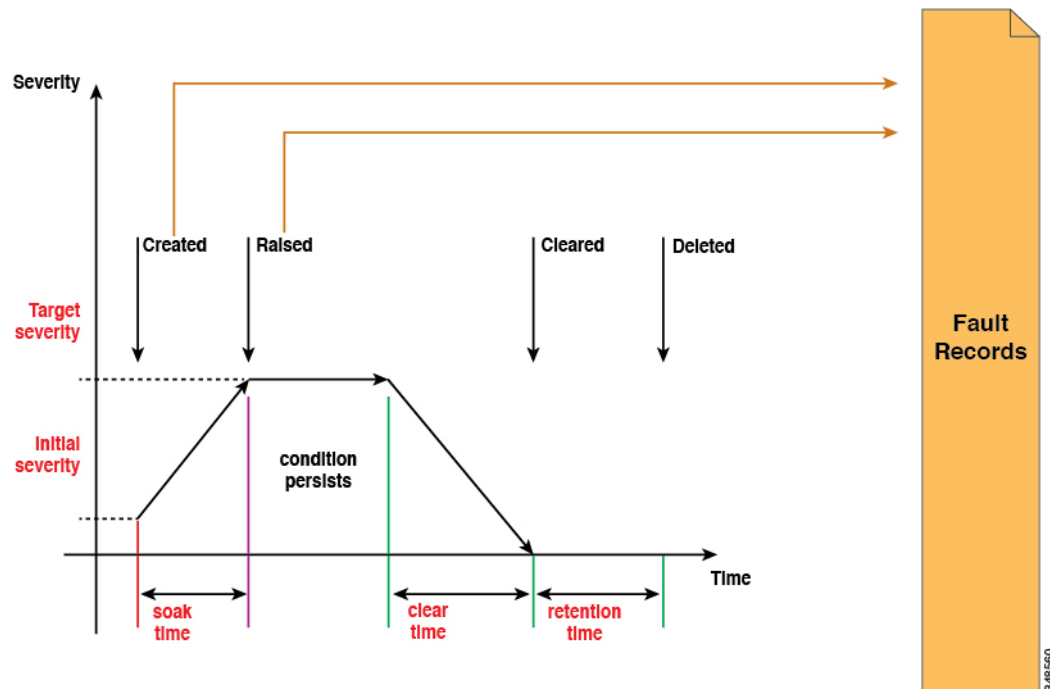 Severity
Created
Raised
Cleared
Deleted
Target
severity
Fault
Records
Initial
severity
condition
persists
Time
soak
time
clear
time
retention
time
348560